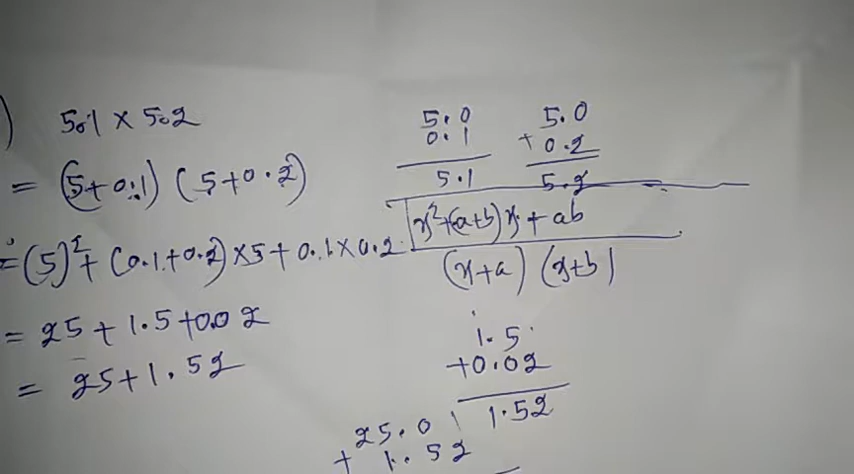 ) 5.1 × 5.2
= (5+0.1) (5+0.2)
= (5)² + (0.1+0.2) ×5 + 0.1×0.2
= 25 + 1.5 + 0.02
= 25 + 1.52
5.0
0.1
5.1
5.0
+ 0.2
5.2
x²+(a+b)x + ab
(x+a) (x+b)
1.5
+0.02
1.52
25.0
+ 1.52